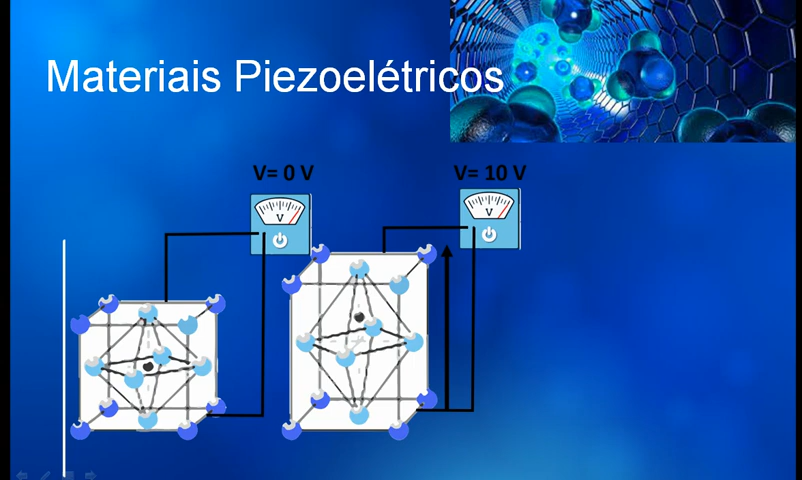 Materiais Piezoelétricos
V= 0 V
V= 10 V
V
V